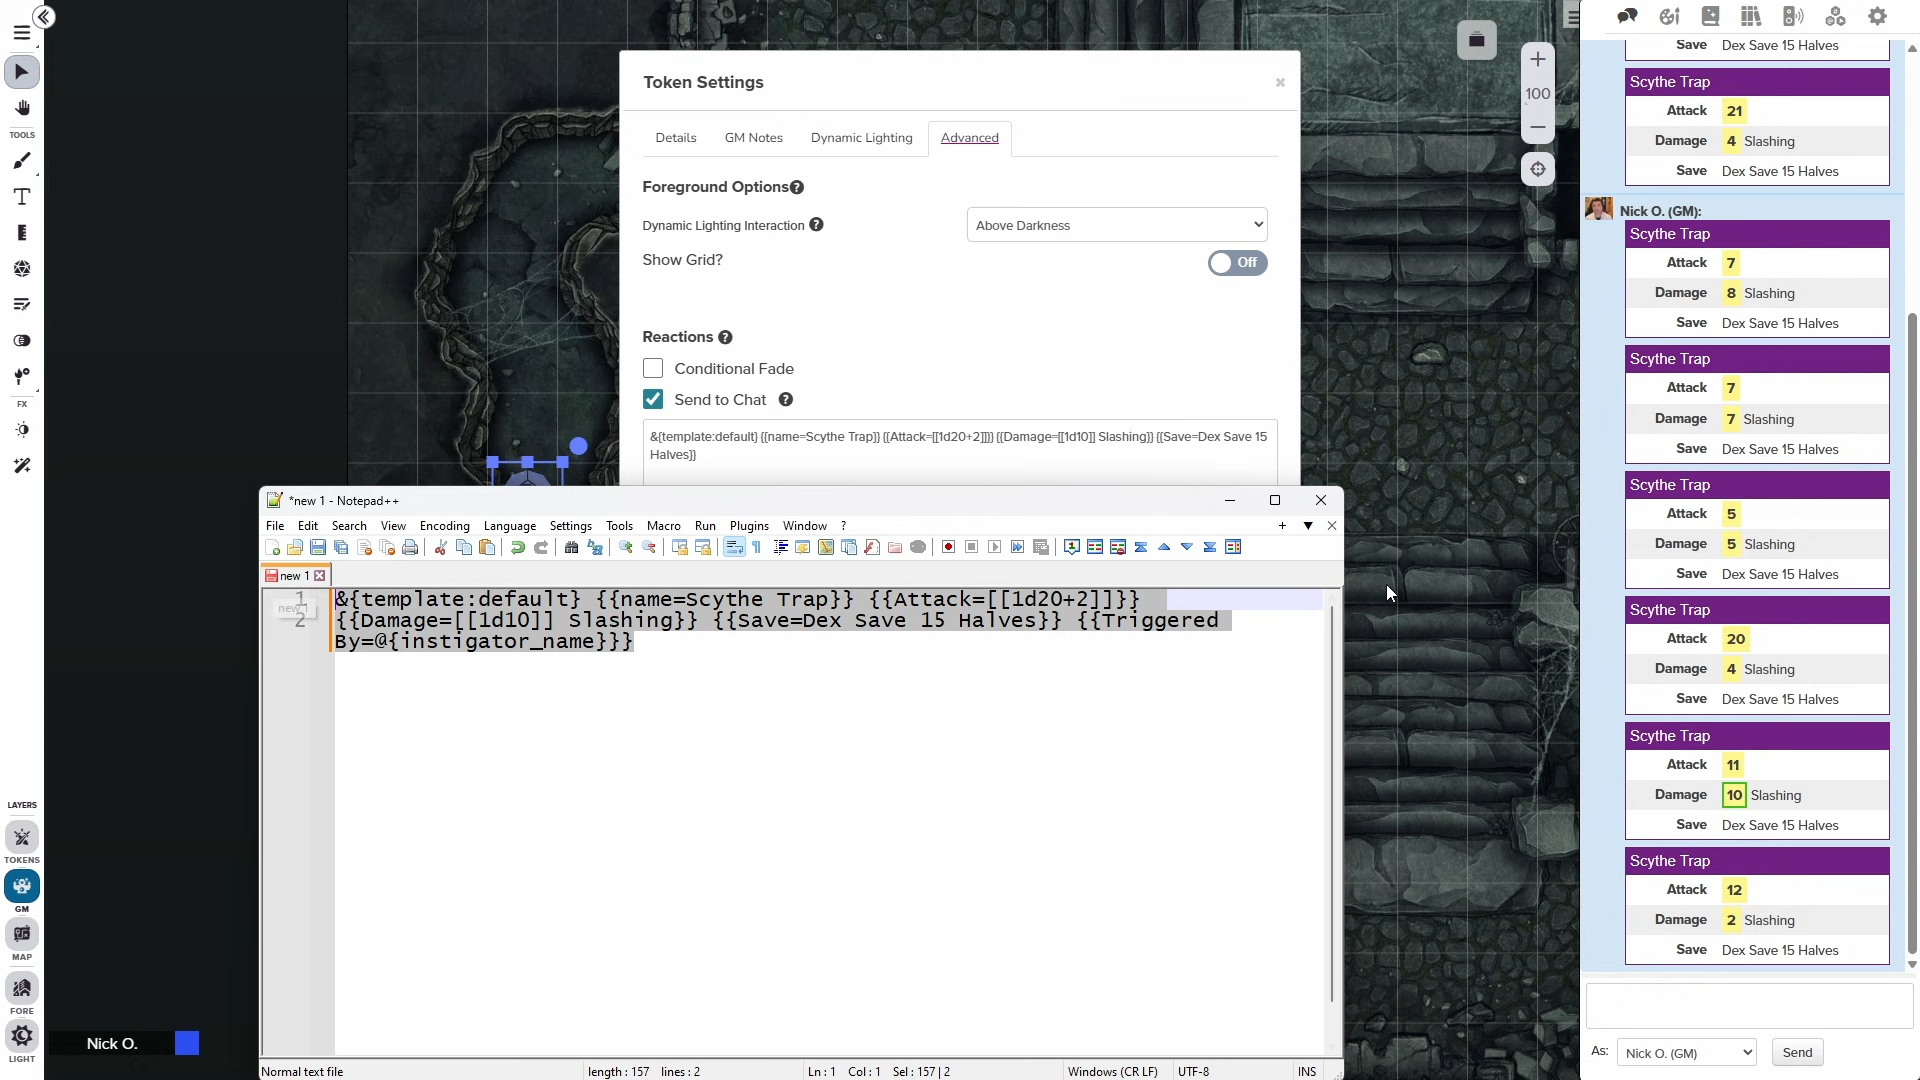 TOOLS
FX
LAYERS
TOKENS
GM
MAP
FORE
LIGHT
Nick O.
Token Settings
Details GM Notes Dynamic Lighting Advanced
Foreground Options
Dynamic Lighting Interaction
Above Darkness
Show Grid?
Off
Reactions
Conditional Fade
Send to Chat
&{template:default} {{name=Scythe Trap}} {{Attack=[[1d20+2]]}} {{Damage=[[1d10]] Slashing}} {{Save=Dex Save 15
Halves}}
*new 1 - Notepad++
File Edit Search View Encoding Language Settings Tools Macro Run Plugins Window ?
new 1
new 1
1 &{template:default} {{name=Scythe Trap}} {{Attack=[[1d20+2]]}}
2 {{Damage=[[1d10]] Slashing}} {{Save=Dex Save 15 Halves}} {{Triggered
By=@{instigator_name}}}
Normal text file length : 157 lines : 2 Ln : 1 Col : 1 Sel : 157 | 2 Windows (CR LF) UTF-8 INS
100
Save Dex Save 15 Halves
Scythe Trap
Attack 21
Damage 4 Slashing
Save Dex Save 15 Halves
Nick O. (GM):
Scythe Trap
Attack 7
Damage 8 Slashing
Save Dex Save 15 Halves
Scythe Trap
Attack 7
Damage 7 Slashing
Save Dex Save 15 Halves
Scythe Trap
Attack 5
Damage 5 Slashing
Save Dex Save 15 Halves
Scythe Trap
Attack 20
Damage 4 Slashing
Save Dex Save 15 Halves
Scythe Trap
Attack 11
Damage 10 Slashing
Save Dex Save 15 Halves
Scythe Trap
Attack 12
Damage 2 Slashing
Save Dex Save 15 Halves
As: Nick O. (GM) Send